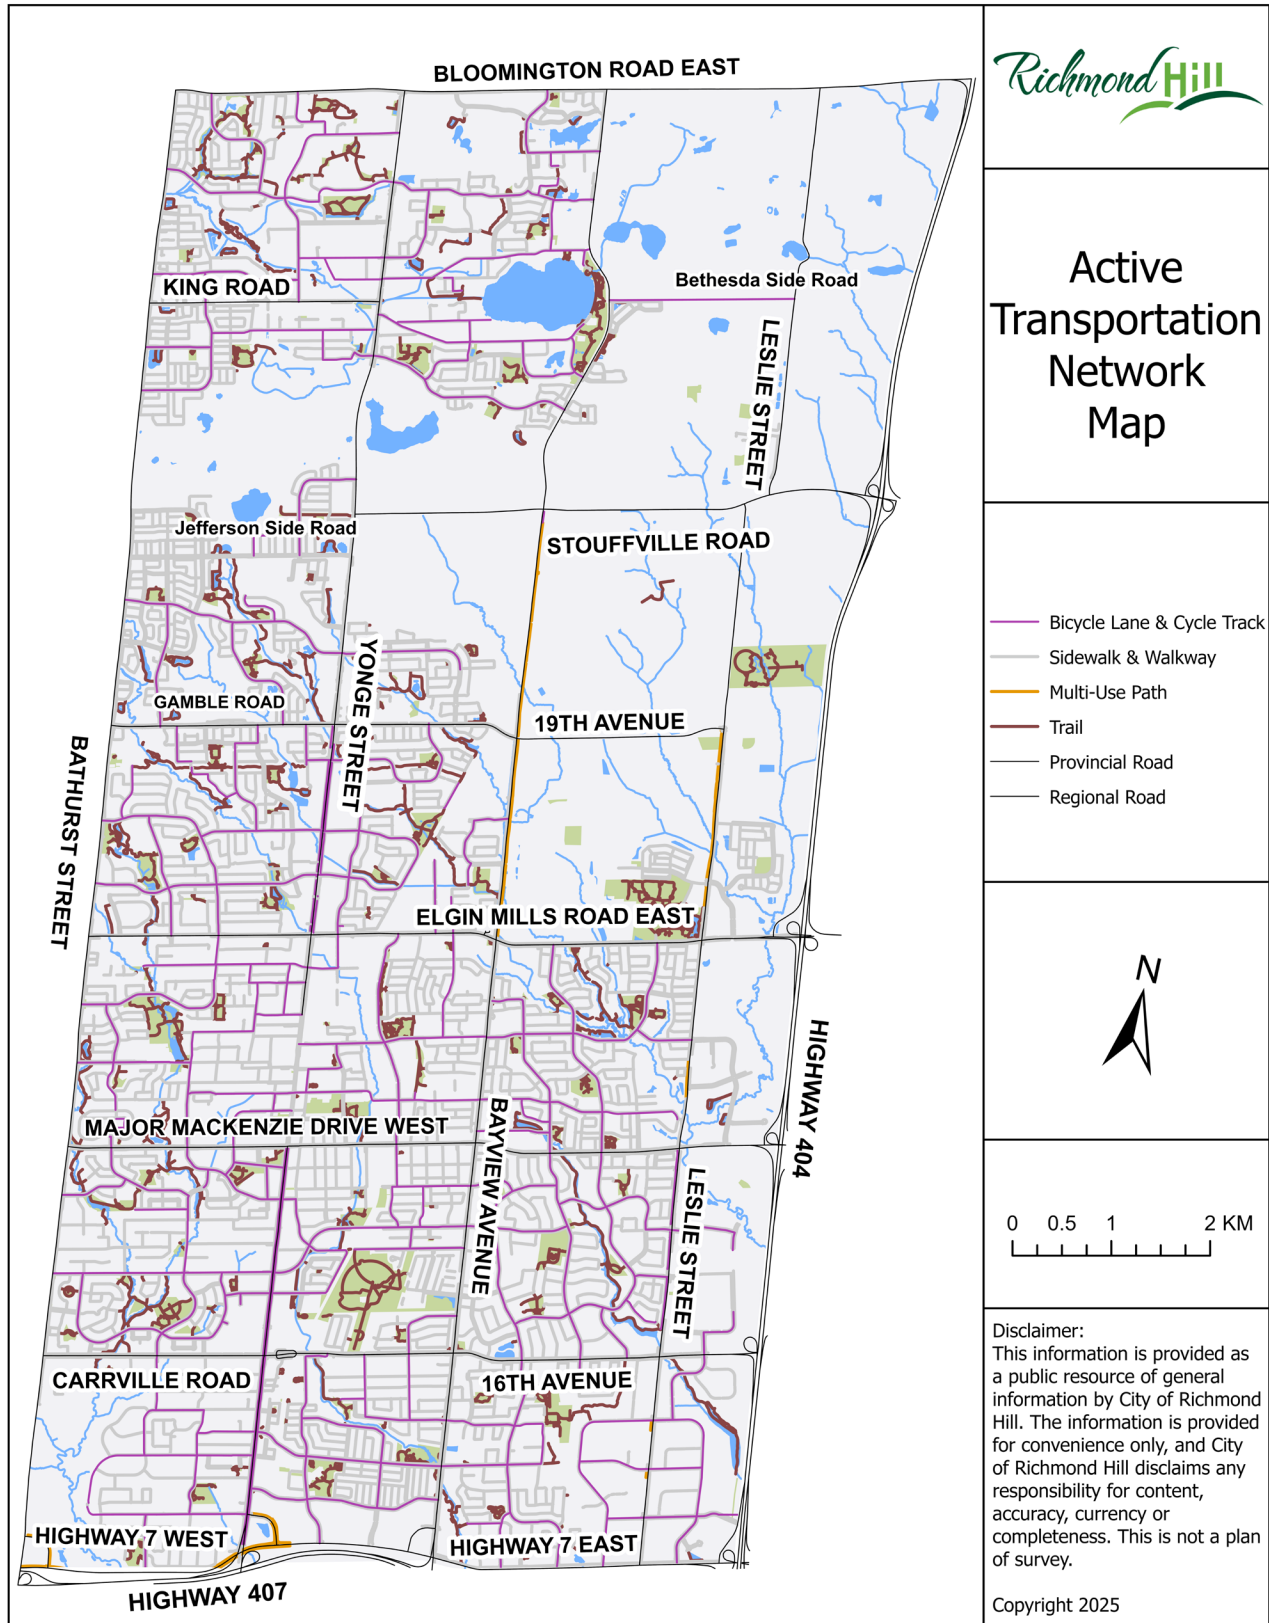 BLOOMINGTON ROAD EAST
KING ROAD
Bethesda Side Road
LESLIE STREET
Jefferson Side Road
STOUFFVILLE ROAD
YONGE STREET
GAMBLE ROAD
19TH AVENUE
BATHURST STREET
ELGIN MILLS ROAD EAST
HIGHWAY 404
MAJOR MACKENZIE DRIVE WEST
BAYVIEW AVENUE
LESLIE STREET
CARRVILLE ROAD
16TH AVENUE
HIGHWAY 7 WEST
HIGHWAY 7 EAST
HIGHWAY 407
Richmond Hill
Active
Transportation
Network
Map
Bicycle Lane & Cycle Track
Sidewalk & Walkway
Multi-Use Path
Trail
Provincial Road
Regional Road
N
0 0.5 1 2 KM
Disclaimer:
This information is provided as
a public resource of general
information by City of Richmond
Hill. The information is provided
for convenience only, and City
of Richmond Hill disclaims any
responsibility for content,
accuracy, currency or
completeness. This is not a plan
of survey.
Copyright 2025